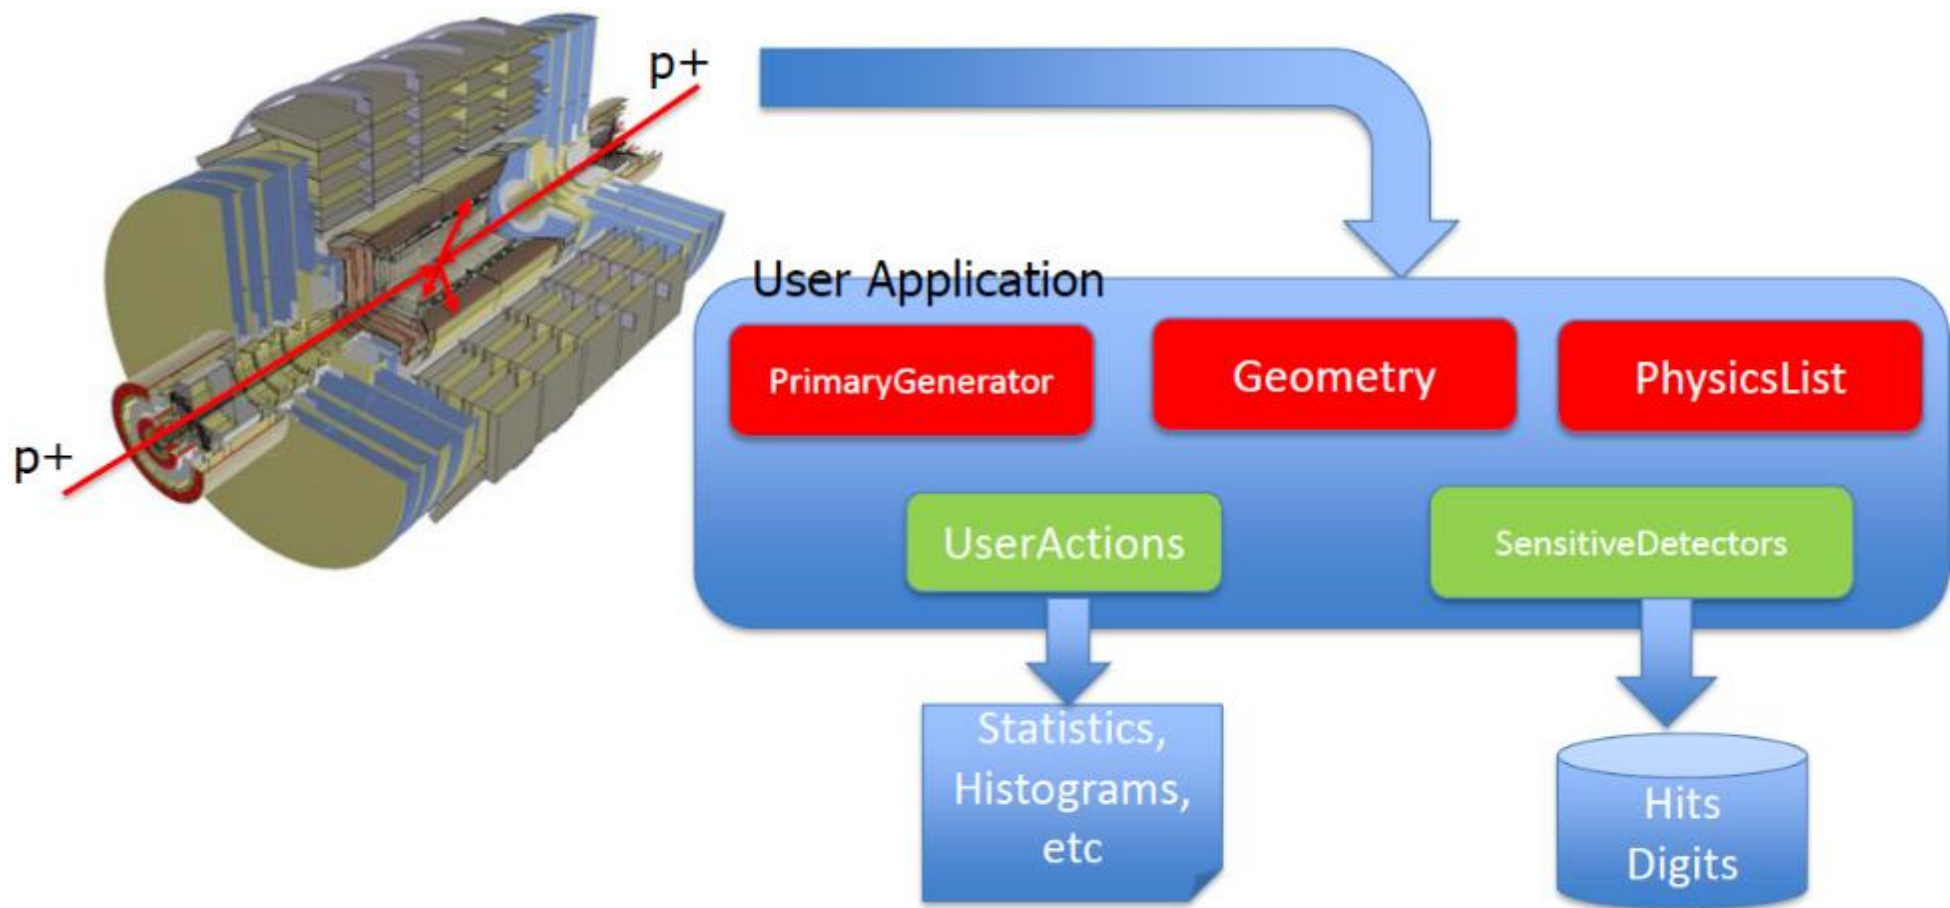 p+
p+
User Application
PrimaryGenerator
Geometry
PhysicsList
UserActions
SensitiveDetectors
Statistics,
Histograms,
etc
Hits
Digits